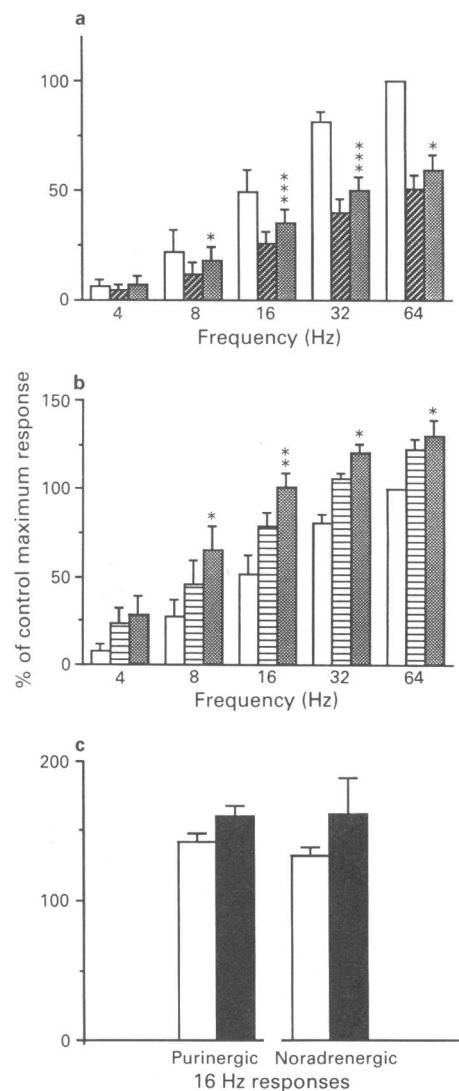 a
100
50
0
*
***
***
*
4 8 16 32 64
Frequency (Hz)
% of control maximum response
b
150
100
50
0
*
**
*
*
4 8 16 32 64
Frequency (Hz)
c
200
100
0
Purinergic Noradrenergic
16 Hz responses